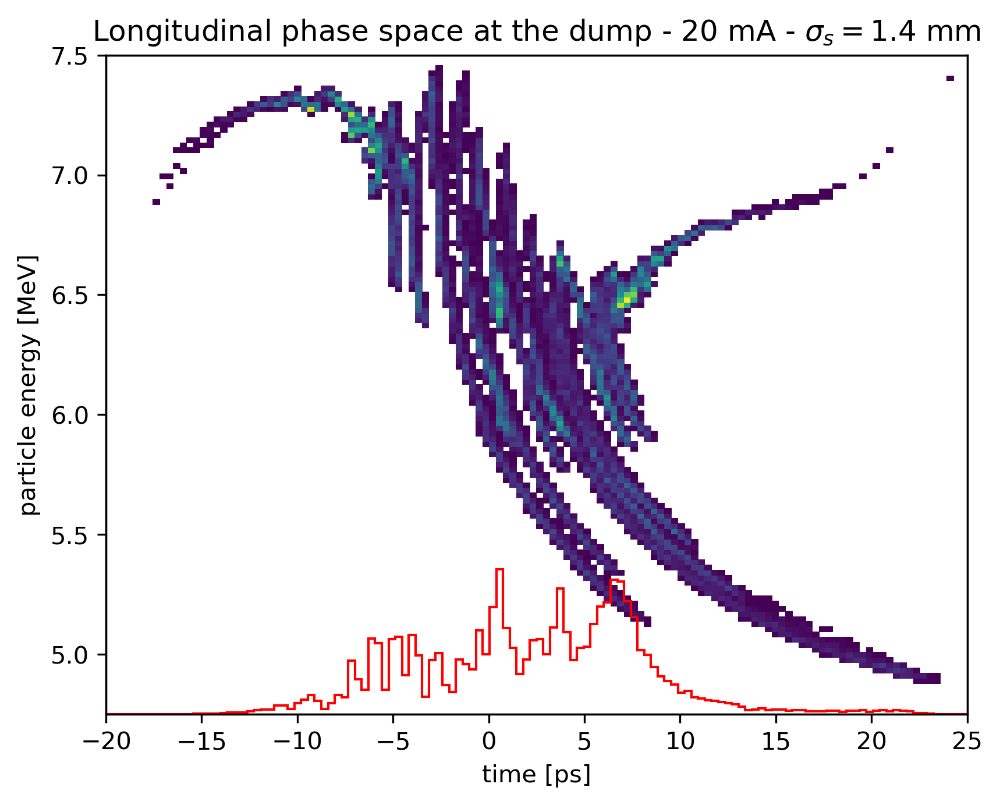 Longitudinal phase space at the dump - 20 mA - σₛ = 1.4 mm
7.5
7.0
6.5
6.0
5.5
5.0
particle energy [MeV]
−20 −15 −10 −5 0 5 10 15 20 25
time [ps]